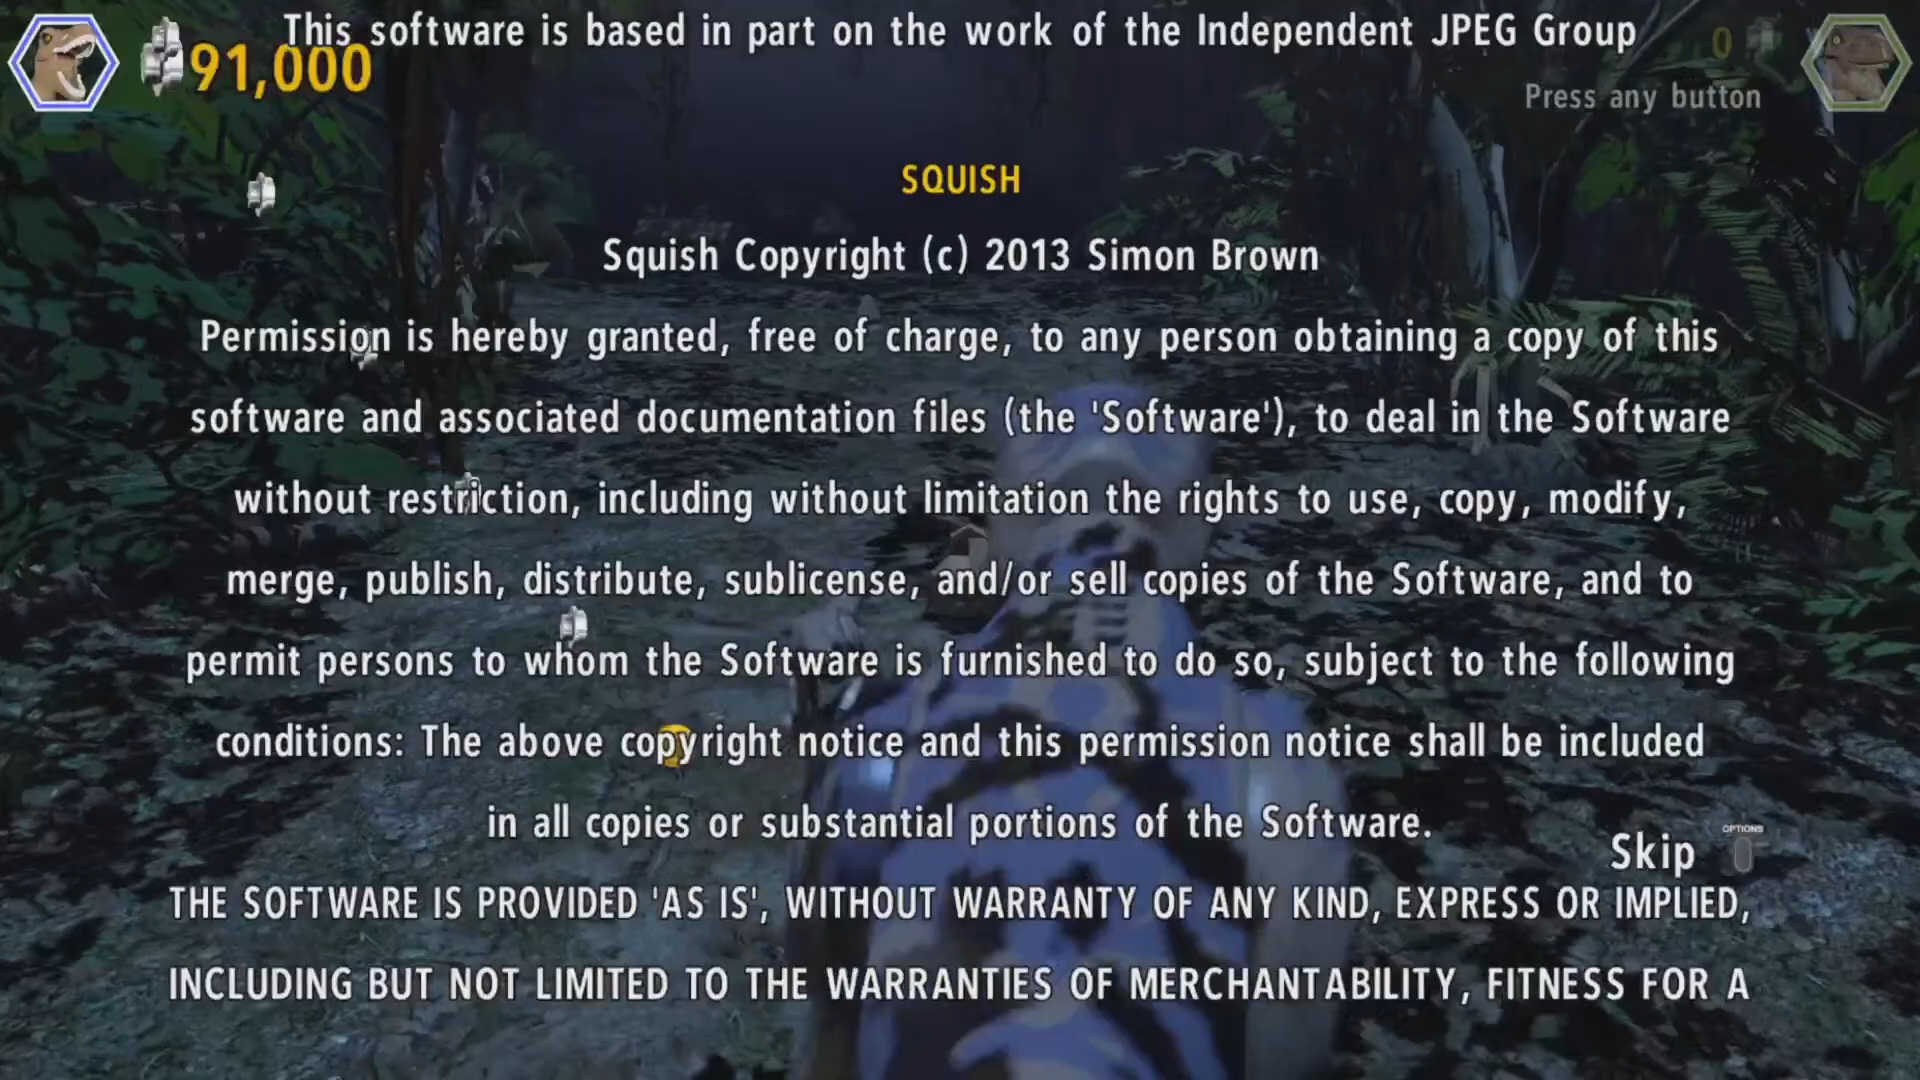 This software is based in part on the work of the Independent JPEG Group
91,000
0
Press any button
SQUISH
Squish Copyright (c) 2013 Simon Brown
Permission is hereby granted, free of charge, to any person obtaining a copy of this
software and associated documentation files (the 'Software'), to deal in the Software
without restriction, including without limitation the rights to use, copy, modify,
merge, publish, distribute, sublicense, and/or sell copies of the Software, and to
permit persons to whom the Software is furnished to do so, subject to the following
conditions: The above copyright notice and this permission notice shall be included
in all copies or substantial portions of the Software.
OPTIONS
Skip
THE SOFTWARE IS PROVIDED 'AS IS', WITHOUT WARRANTY OF ANY KIND, EXPRESS OR IMPLIED,
INCLUDING BUT NOT LIMITED TO THE WARRANTIES OF MERCHANTABILITY, FITNESS FOR A